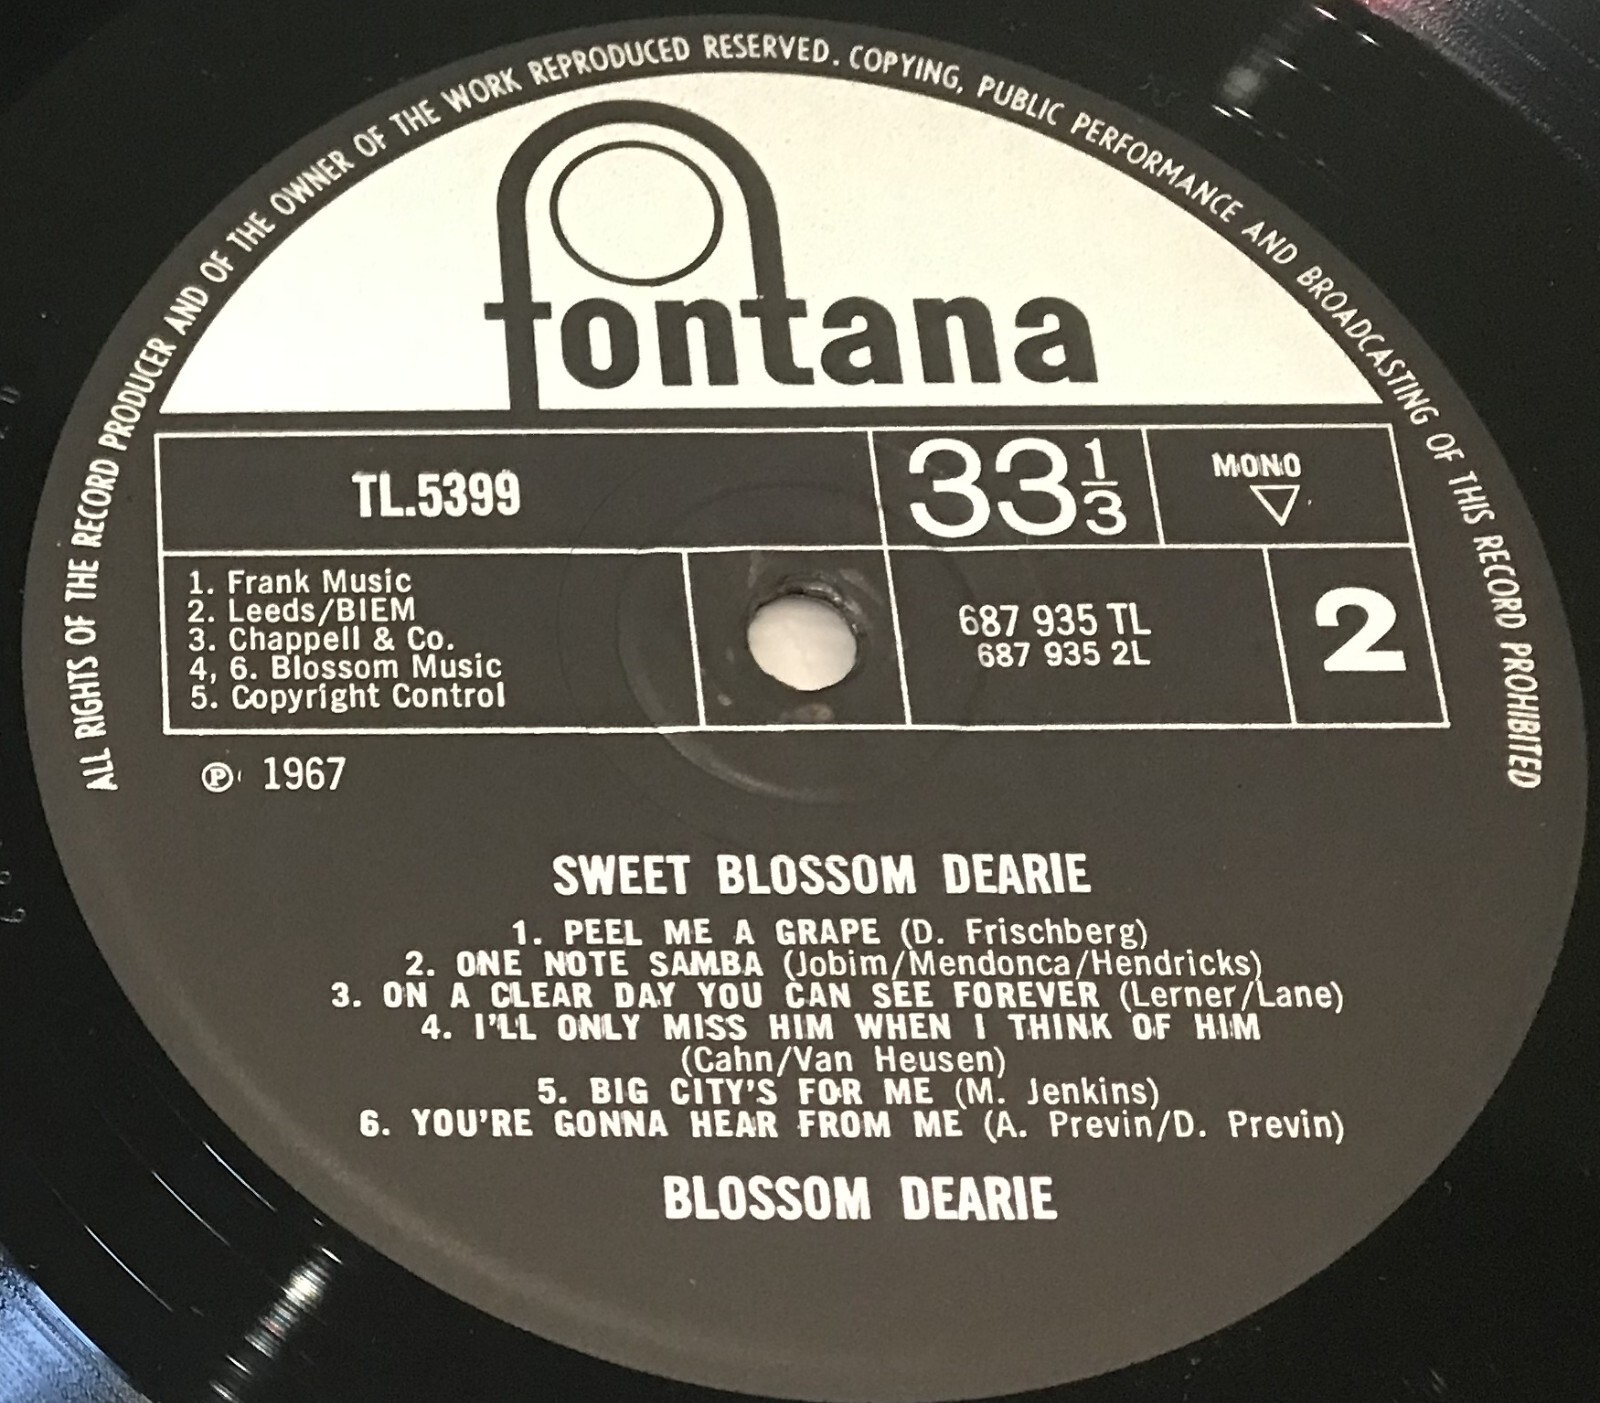 ALL RIGHTS OF THE RECORD PRODUCER AND OF THE OWNER OF THE WORK REPRODUCED RESERVED. COPYING, PUBLIC PERFORMANCE AND BROADCASTING OF THIS RECORD PROHIBITED
fontana
TL.5399
33 1/3
MONO
1. Frank Music
2. Leeds/BIEM
3. Chappell & Co.
4, 6. Blossom Music
5. Copyright Control
687 935 TL
687 935 2L
2
℗ 1967
SWEET BLOSSOM DEARIE
1. PEEL ME A GRAPE (D. Frischberg)
2. ONE NOTE SAMBA (Jobim/Mendonca/Hendricks)
3. ON A CLEAR DAY YOU CAN SEE FOREVER (Lerner/Lane)
4. I'LL ONLY MISS HIM WHEN I THINK OF HIM
(Cahn/Van Heusen)
5. BIG CITY'S FOR ME (M. Jenkins)
6. YOU'RE GONNA HEAR FROM ME (A. Previn/D. Previn)
BLOSSOM DEARIE